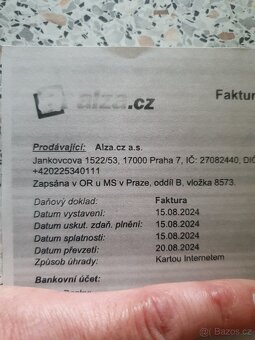 alza.cz
Faktur
Prodávající: Alza.cz a.s.
Jankovcova 1522/53, 17000 Praha 7, IČ: 27082440, DIČ
+420225340111
Zapsána v OR u MS v Praze, oddíl B, vložka 8573.
Daňový doklad: Faktura
Datum vystavení: 15.08.2024
Datum uskut. zdaň. plnění: 15.08.2024
Datum splatnosti: 15.08.2024
Datum převzetí: 20.08.2024
Způsob úhrady: Kartou Internetem
Bankovní účet:
Bazoš.cz